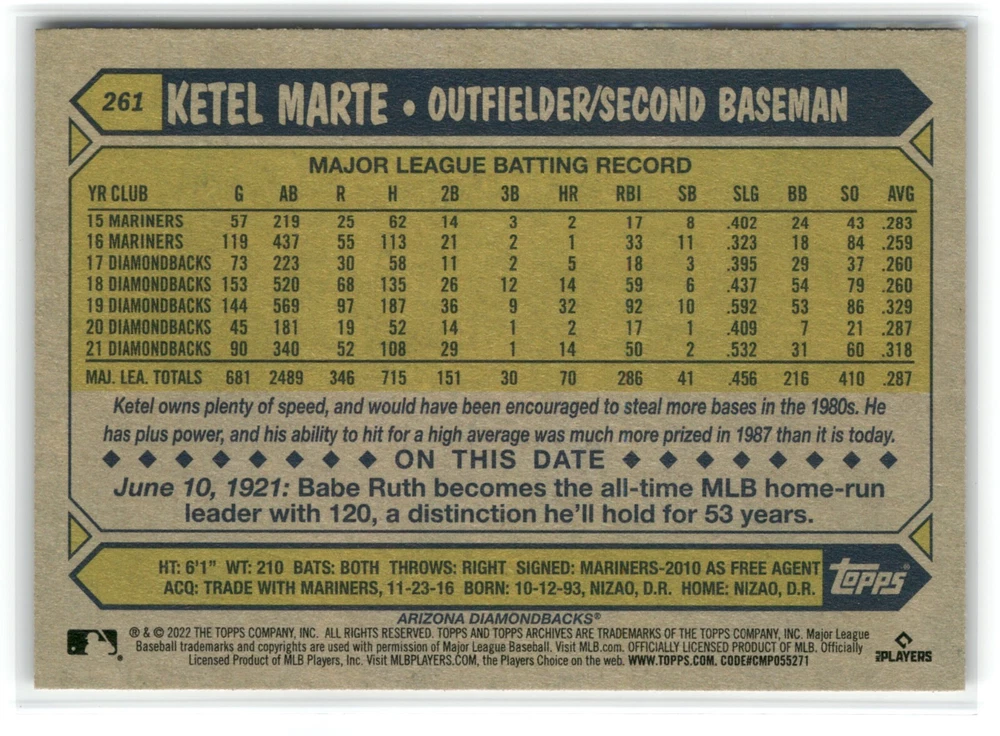 261 KETEL MARTE • OUTFIELDER/SECOND BASEMAN
MAJOR LEAGUE BATTING RECORD
YR CLUB G AB R H 2B 3B HR RBI SB SLG BB SO AVG
15 MARINERS 57 219 25 62 14 3 2 17 8 .402 24 43 .283
16 MARINERS 119 437 55 113 21 2 1 33 11 .323 18 84 .259
17 DIAMONDBACKS 73 223 30 58 11 2 5 18 3 .395 29 37 .260
18 DIAMONDBACKS 153 520 68 135 26 12 14 59 6 .437 54 79 .260
19 DIAMONDBACKS 144 569 97 187 36 9 32 92 10 .592 53 86 .329
20 DIAMONDBACKS 45 181 19 52 14 1 2 17 1 .409 7 21 .287
21 DIAMONDBACKS 90 340 52 108 29 1 14 50 2 .532 31 60 .318
MAJ. LEA. TOTALS 681 2489 346 715 151 30 70 286 41 .456 216 410 .287
Ketel owns plenty of speed, and would have been encouraged to steal more bases in the 1980s. He
has plus power, and his ability to hit for a high average was much more prized in 1987 than it is today.
◆ ◆ ◆ ◆ ◆ ◆ ◆ ◆ ON THIS DATE ◆ ◆ ◆ ◆ ◆ ◆ ◆ ◆
June 10, 1921: Babe Ruth becomes the all-time MLB home-run
leader with 120, a distinction he'll hold for 53 years.
HT: 6'1" WT: 210 BATS: BOTH THROWS: RIGHT SIGNED: MARINERS-2010 AS FREE AGENT
ACQ: TRADE WITH MARINERS, 11-23-16 BORN: 10-12-93, NIZAO, D.R. HOME: NIZAO, D.R.
Topps®
ARIZONA DIAMONDBACKS®
® & © 2022 THE TOPPS COMPANY, INC. ALL RIGHTS RESERVED. TOPPS AND TOPPS ARCHIVES ARE TRADEMARKS OF THE TOPPS COMPANY, INC. Major League
Baseball trademarks and copyrights are used with permission of Major League Baseball. Visit MLB.com. OFFICIALLY LICENSED PRODUCT OF MLB. Officially
Licensed Product of MLB Players, Inc. Visit MLBPLAYERS.COM, the Players Choice on the web. WWW.TOPPS.COM. CODE#CMP055271
MLB PLAYERS